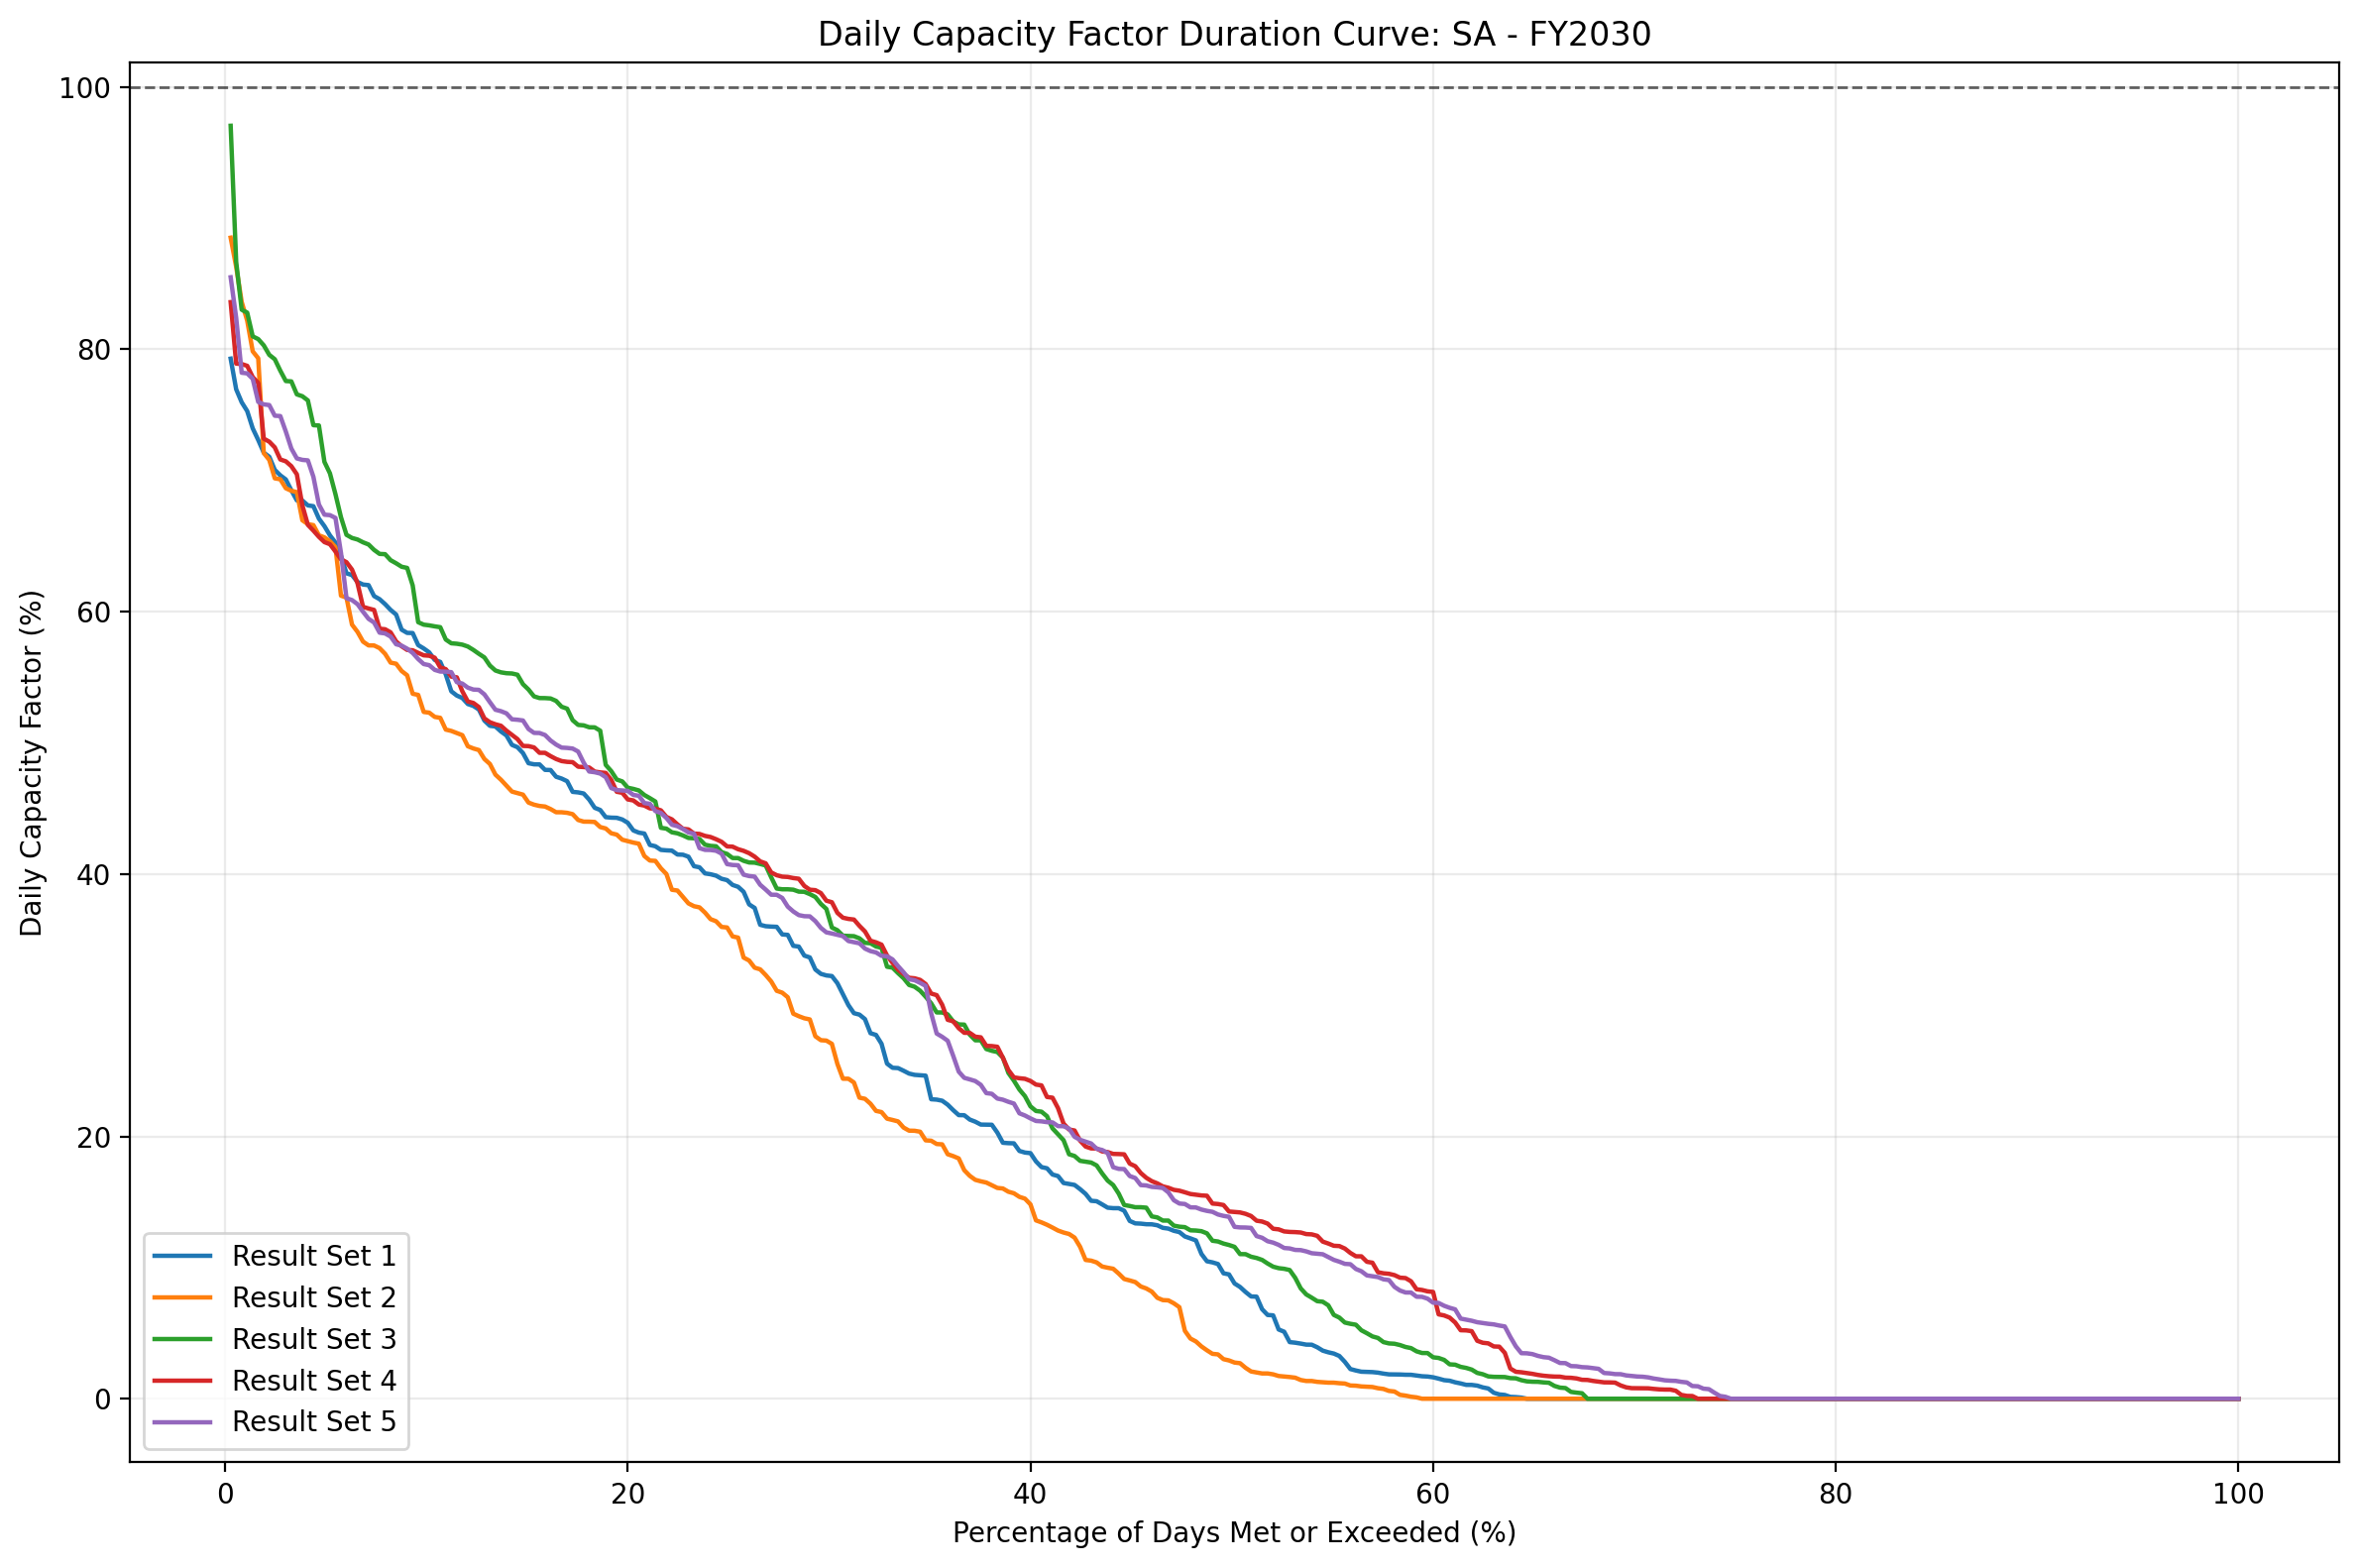 Daily Capacity Factor Duration Curve: SA - FY2030
Daily Capacity Factor (%)
100
80
60
40
20
0
Result Set 1
Result Set 2
Result Set 3
Result Set 4
Result Set 5
0 20 40 60 80 100
Percentage of Days Met or Exceeded (%)